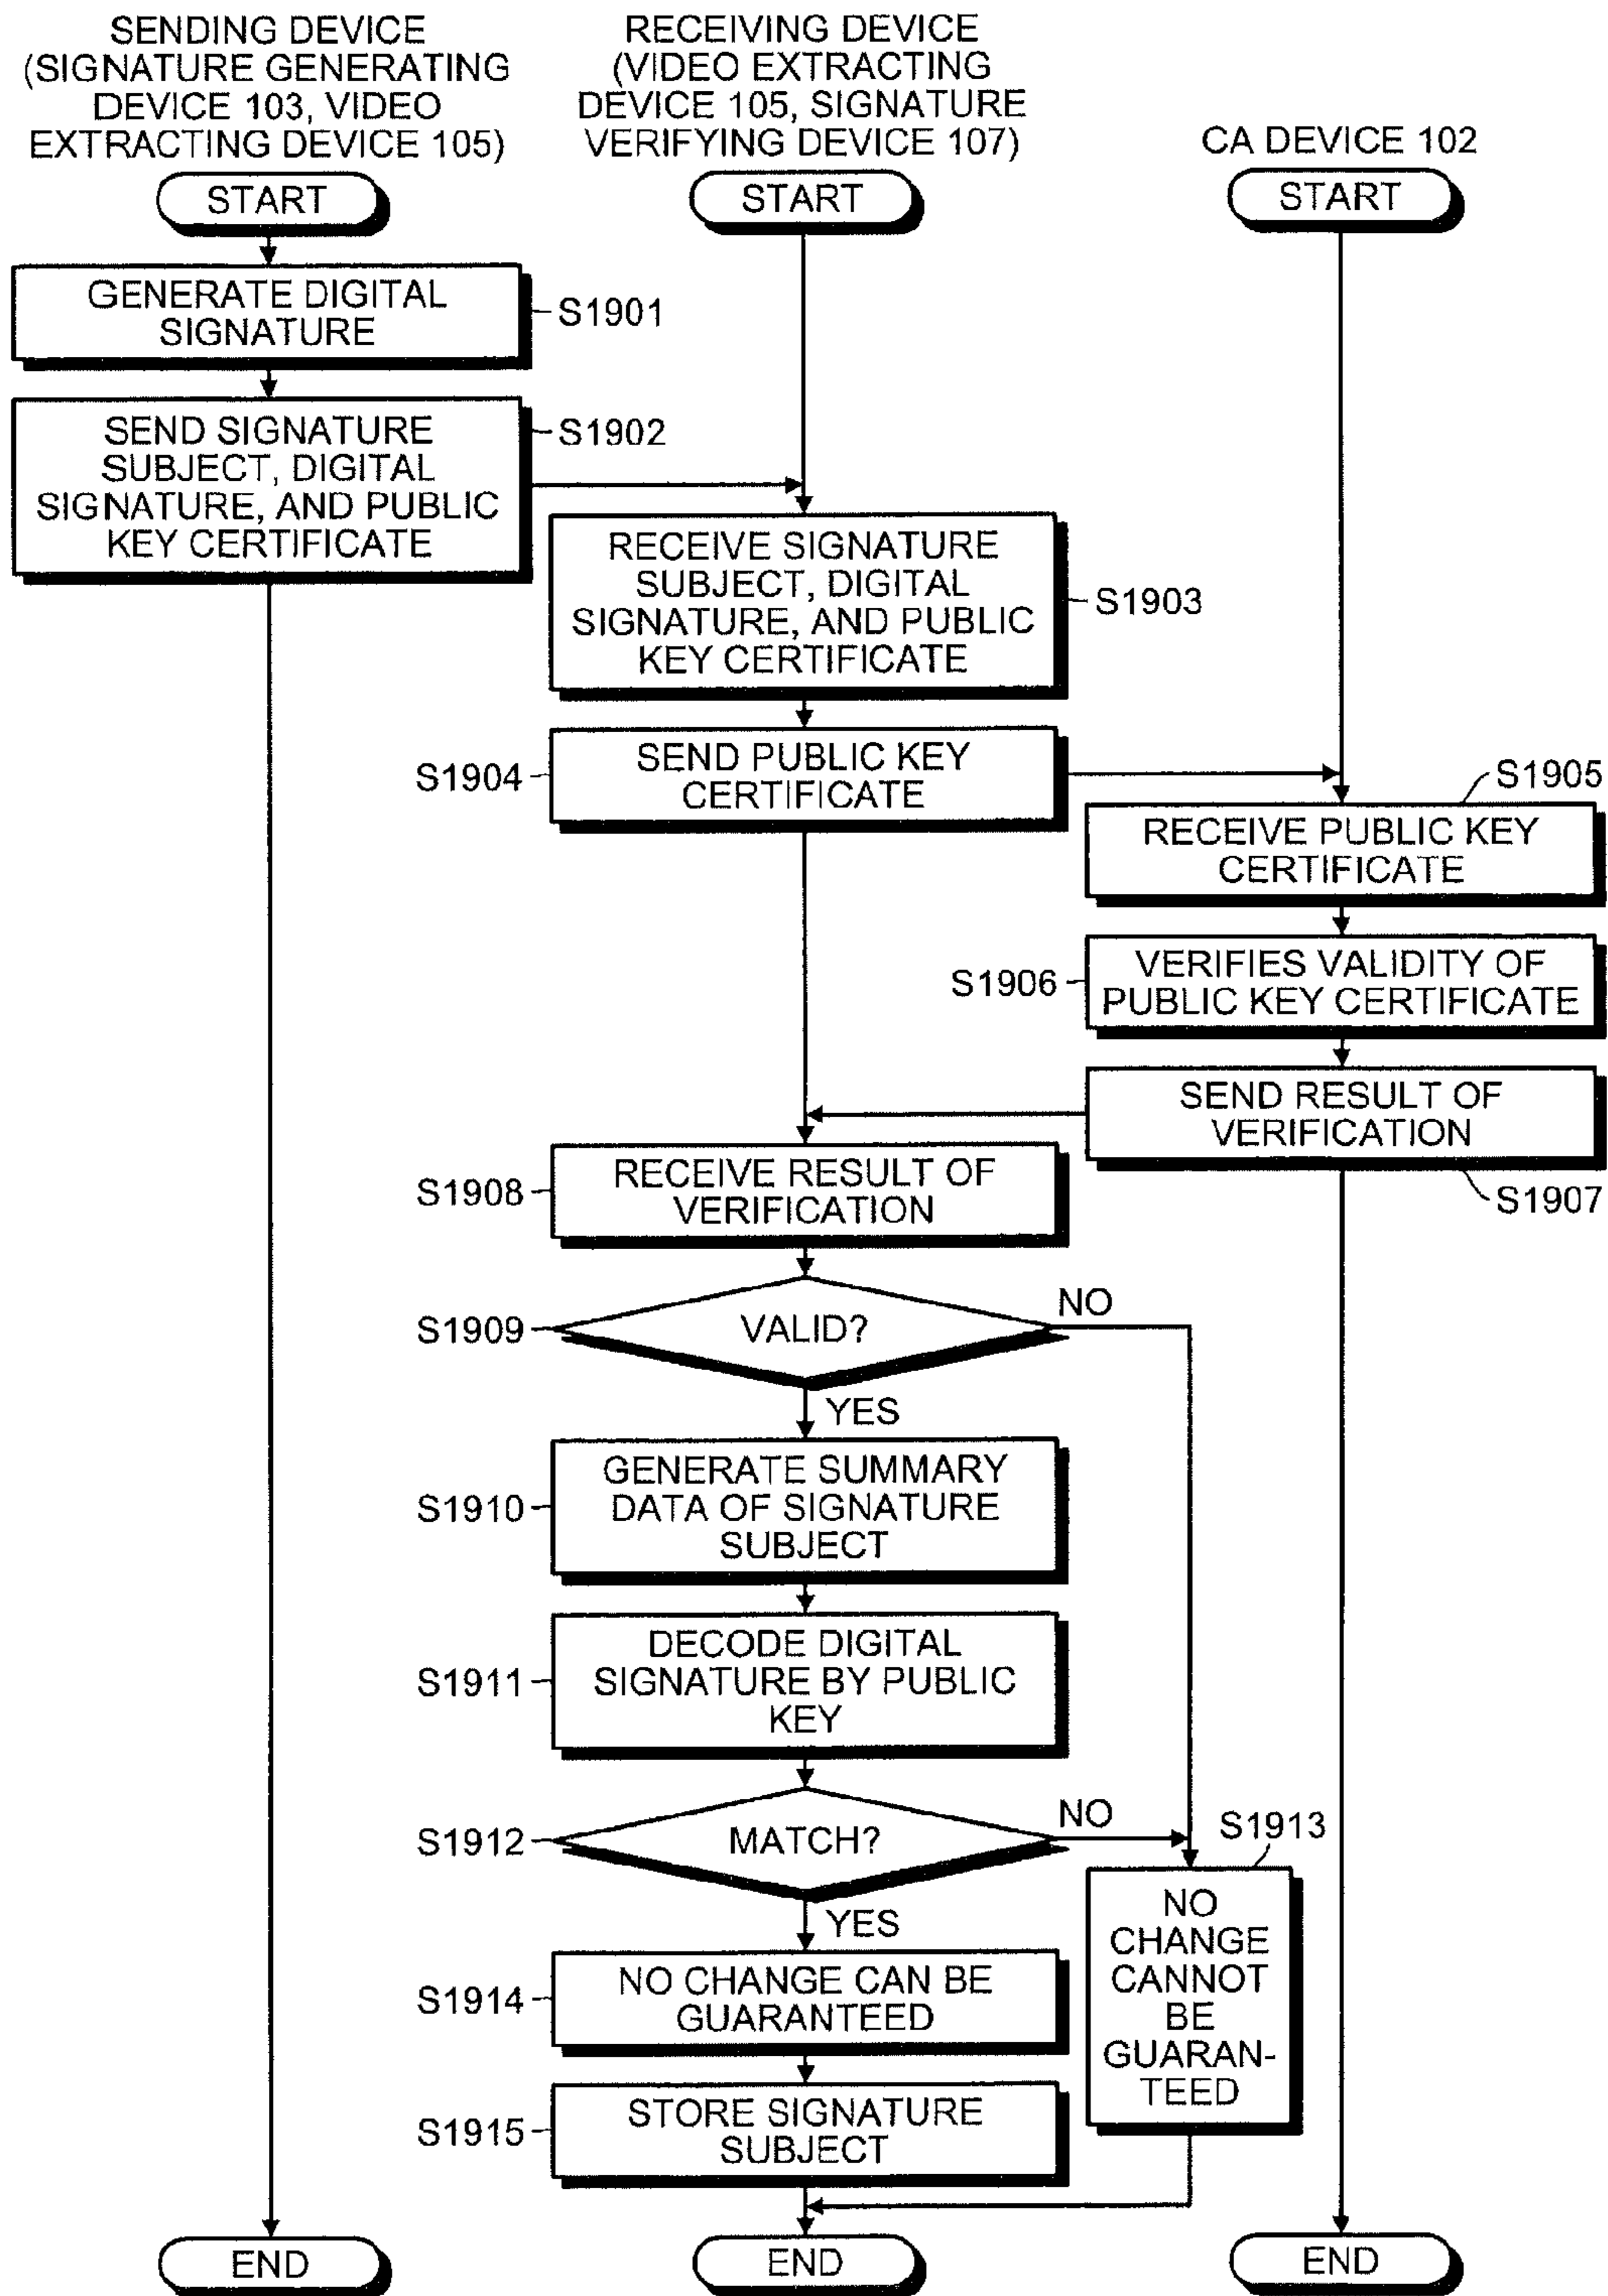 SENDING DEVICE
(SIGNATURE GENERATING
DEVICE 103, VIDEO
EXTRACTING DEVICE 105)
RECEIVING DEVICE
(VIDEO EXTRACTING
DEVICE 105, SIGNATURE
VERIFYING DEVICE 107)
CA DEVICE 102
START
START
START
GENERATE DIGITAL
SIGNATURE
S1901
SEND SIGNATURE
SUBJECT, DIGITAL
SIGNATURE, AND PUBLIC
KEY CERTIFICATE
S1902
RECEIVE SIGNATURE
SUBJECT, DIGITAL
SIGNATURE, AND PUBLIC
KEY CERTIFICATE
S1903
S1904
SEND PUBLIC KEY
CERTIFICATE
S1905
RECEIVE PUBLIC KEY
CERTIFICATE
S1906
VERIFIES VALIDITY OF
PUBLIC KEY CERTIFICATE
SEND RESULT OF
VERIFICATION
S1907
S1908
RECEIVE RESULT OF
VERIFICATION
S1909
VALID?
NO
YES
S1910
GENERATE SUMMARY
DATA OF SIGNATURE
SUBJECT
S1911
DECODE DIGITAL
SIGNATURE BY PUBLIC
KEY
S1912
MATCH?
NO
YES
S1913
NO
CHANGE
CANNOT
BE
GUARAN-
TEED
S1914
NO CHANGE CAN BE
GUARANTEED
S1915
STORE SIGNATURE
SUBJECT
END
END
END